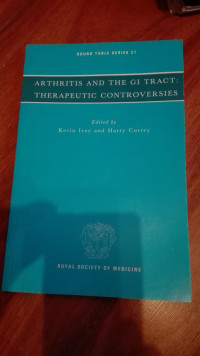 ROUND TABLE SERIES 21
ARTHRITIS AND THE GI TRACT:
THERAPEUTIC CONTROVERSIES
Edited by
Kevin Ivey and Harry Currey
ROYAL SOCIETY OF MEDICINE